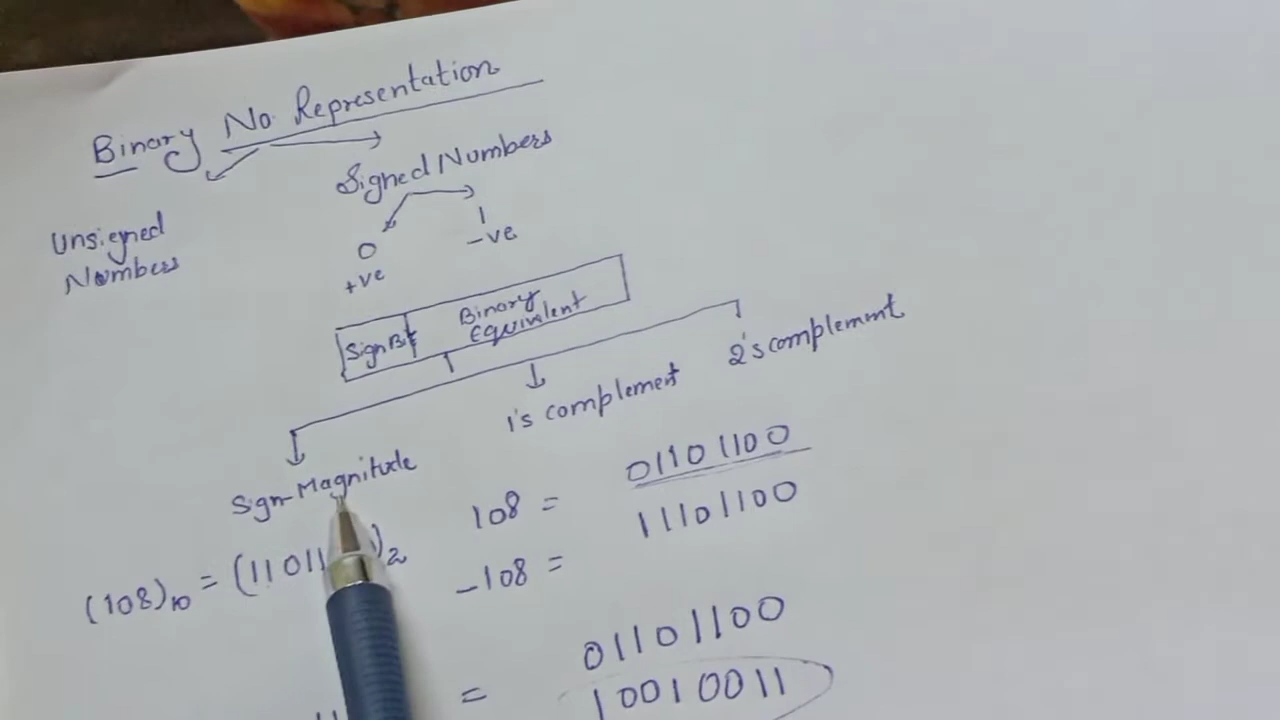 Binary No. Representation
Unsigned
Numbers
Signed Numbers
0
+ve
1
-ve
Sign Bit
Binary
Equivalent
Sign-Magnitude
1's complement
2's complement
(108)10 = (11011 )2
108 = 01101100
-108 = 11101100
01101100
= 10010011